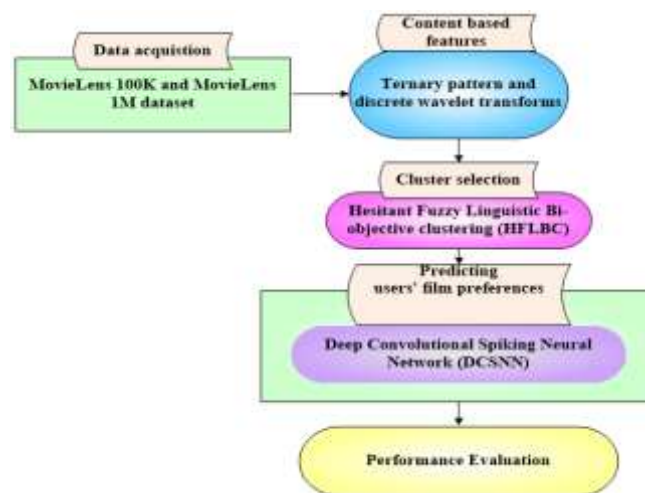 Data acquistion
MovieLens 100K and MovieLens
1M dataset
Content based
features
Ternary pattern and
discrete wavelet transforms
Cluster selection
Hesitant Fuzzy Linguistic Bi-
objective clustering (HFLBC)
Predicting
users' film preferences
Deep Convolutional Spiking Neural
Network (DCSNN)
Performance Evaluation